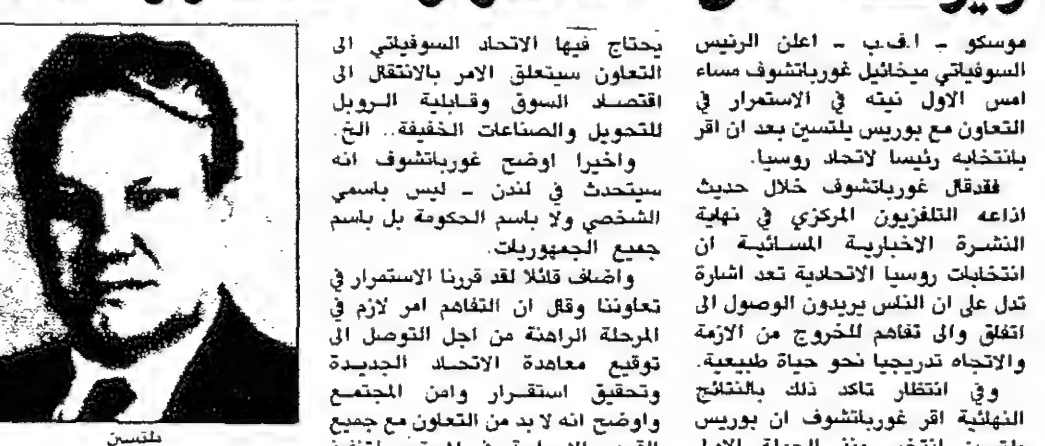 موسكو - ا.ف.ب - اعلن الرئيس
السوفياتي ميخائيل غورباتشوف مساء
امس الاول نيته في الاستمرار في
التعاون مع بوريس يلتسين بعد ان اقر
بانتخابه رئيسا لاتحاد روسيا.
فقدقال غورباتشوف خلال حديث
اذاعه التلفزيون المركزي في نهاية
النشرة الاخبارية المسائية ان
انتخابات روسيا الاتحادية تعد اشارة
تدل على ان الناس يريدون الوصول الى
اتفاق والى تفاهم للخروج من الازمة
والاتجاه تدريجيا نحو حياة طبيعية.
وفي انتظار تاكد ذلك بالنتائج
النهائية اقر غورباتشوف ان بوريس
يحتاج فيها الاتحاد السوفياتي الى
التعاون سيتعلق الامر بالانتقال الى
اقتصاد السوق وقابلية الروبل
للتحويل والصناعات الخفيفة.. الخ.
واخيرا اوضح غورباتشوف انه
سيتحدث في لندن - ليس باسمي
الشخصي ولا باسم الحكومة بل باسم
جميع الجمهوريات.
واضاف قائلا لقد قررنا الاستمرار في
تعاوننا وقال ان التفاهم امر لازم في
المرحلة الراهنة من اجل التوصل الى
توقيع معاهدة الاتحاد الجديدة
وتحقيق استقرار وامن المجتمع
واوضح انه لا بد من التعاون مع جميع
يلتسين